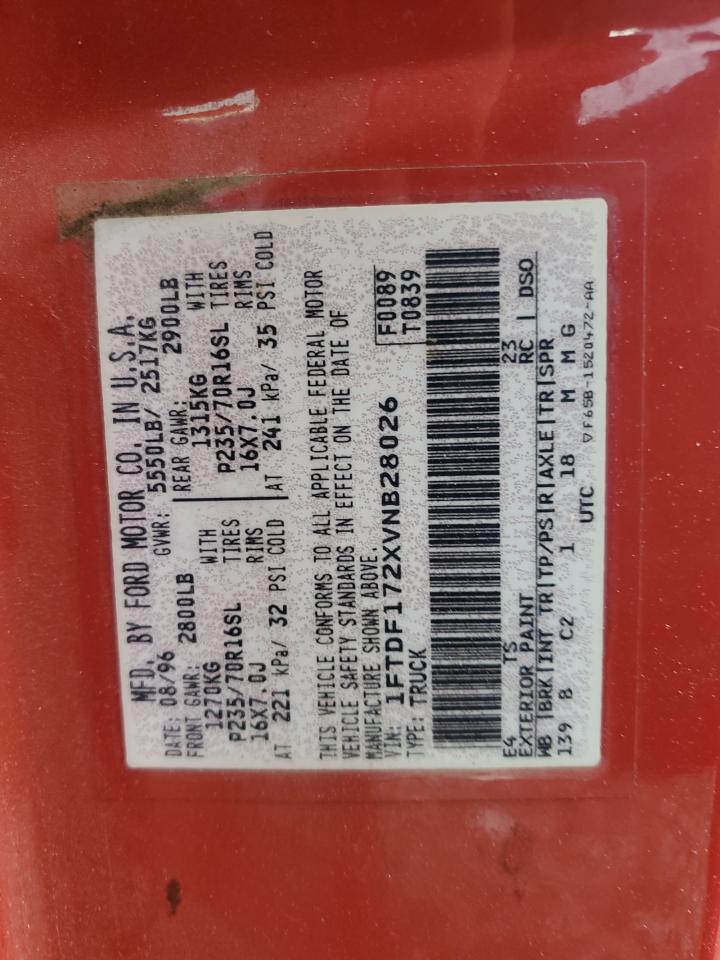 MFD. BY FORD MOTOR CO. IN U.S.A.
DATE: 08/96 GVWR: 5550LB/ 2517KG
FRONT GAWR: 2800LB REAR GAWR: 2900LB
1270KG WITH 1315KG WITH
P235/70R16SL TIRES P235/70R16SL TIRES
16X7.0J RIMS 16X7.0J RIMS
AT 221 kPa/ 32 PSI COLD AT 241 kPa/ 35 PSI COLD
THIS VEHICLE CONFORMS TO ALL APPLICABLE FEDERAL MOTOR
VEHICLE SAFETY STANDARDS IN EFFECT ON THE DATE OF
MANUFACTURE SHOWN ABOVE.
VIN: 1FTDF172XVNB28026 F0089
TYPE: TRUCK T0839
E4 TS 23
EXTERIOR PAINT RC DSO
WB BRK INT TR TP/PS R AXLE TR SPR
139 B C2 1 18 M M G
UTC ▽F65B-1520472-AA